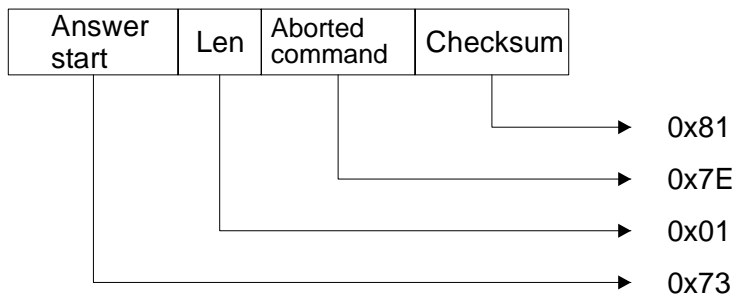 Answer start
Len
Aborted command
Checksum
0x81
0x7E
0x01
0x73